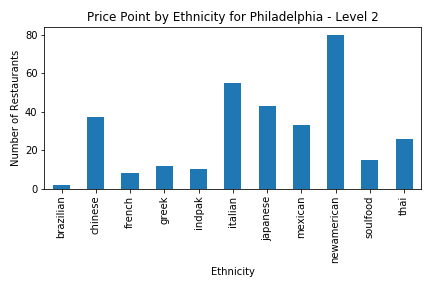 Price Point by Ethnicity for Philadelphia - Level 2
Number of Restaurants
80
60
40
20
0
brazilian
chinese
french
greek
indpak
italian
japanese
mexican
newamerican
soulfood
thai
Ethnicity